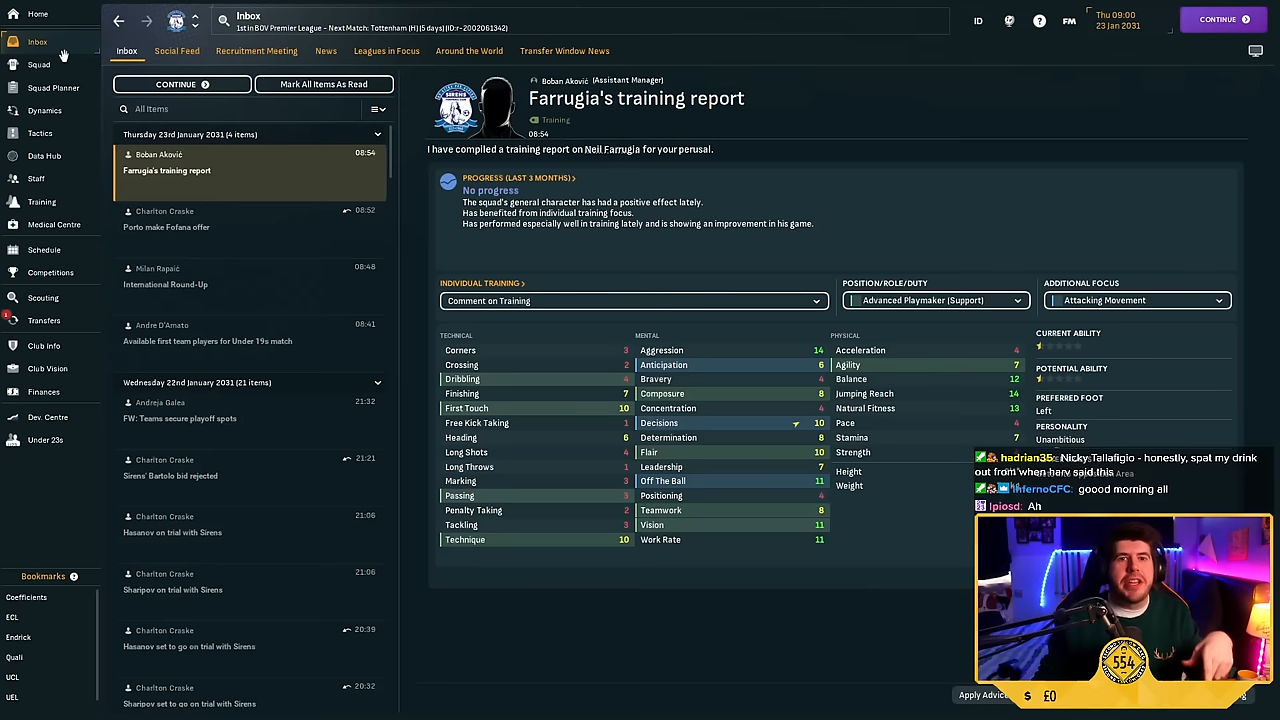 Home
Inbox
Squad
Squad Planner
Dynamics
Tactics
Data Hub
Staff
Training
Medical Centre
Schedule
Competitions
Scouting
1
Transfers
Club Info
Club Vision
Finances
Dev. Centre
Under 23s
Bookmarks ?
Coefficients
ECL
Endrick
Quali
UCL
UEL
Inbox
1st in BOV Premier League - Next Match: Tottenham (H) (5 days) (ID:r-2002061342)
ID
?
FM
Thu 09:00
23 Jan 2031
CONTINUE
Inbox
Social Feed
Recruitment Meeting
News
Leagues in Focus
Around the World
Transfer Window News
CONTINUE
Mark All Items As Read
All Items
Thursday 23rd January 2031 (4 items)
Boban Aković
08:54
Farrugia's training report
Charlton Craske
08:52
Porto make Fofana offer
Milan Rapaić
08:48
International Round-Up
Andre D'Amato
08:41
Available first team players for Under 19s match
Wednesday 22nd January 2031 (21 items)
Andreja Galea
21:32
FW: Teams secure playoff spots
Charlton Craske
21:21
Sirens' Bartolo bid rejected
Charlton Craske
21:06
Hasanov on trial with Sirens
Charlton Craske
21:06
Sharipov on trial with Sirens
Charlton Craske
20:39
Hasanov set to go on trial with Sirens
Charlton Craske
20:32
Sharipov set to go on trial with Sirens
SIRENS
Boban Aković (Assistant Manager)
Farrugia's training report
Training
08:54
I have compiled a training report on Neil Farrugia for your perusal.
PROGRESS (LAST 3 MONTHS) >
No progress
The squad's general character has had a positive effect lately.
Has benefited from individual training focus.
Has performed especially well in training lately and is showing an improvement in his game.
INDIVIDUAL TRAINING >
Comment on Training
POSITION/ROLE/DUTY
Advanced Playmaker (Support)
ADDITIONAL FOCUS
Attacking Movement
TECHNICAL
Corners 3
Crossing 2
Dribbling 4
Finishing 7
First Touch 10
Free Kick Taking 1
Heading 6
Long Shots 4
Long Throws 1
Marking 3
Passing 3
Penalty Taking 2
Tackling 3
Technique 10
MENTAL
Aggression 14
Anticipation 6
Bravery 4
Composure 8
Concentration 4
Decisions 10
Determination 8
Flair 10
Leadership 7
Off The Ball 11
Positioning 4
Teamwork 8
Vision 11
Work Rate 11
PHYSICAL
Acceleration 4
Agility 7
Balance 12
Jumping Reach 14
Natural Fitness 13
Pace 4
Stamina 7
Strength
Height
Weight
CURRENT ABILITY
POTENTIAL ABILITY
PREFERRED FOOT
Left
PERSONALITY
Unambitious
hadrian35: Nicky Tallafigio - honestly, spat my drink
out from when harv said this
InfernoCFC: goood morning all
lpiosd: Ah
554
$ £0
Apply Advice